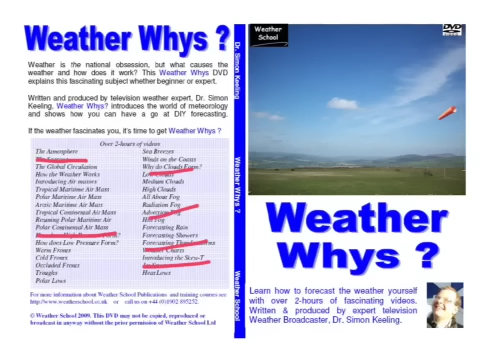 Weather Whys ?
Weather is the national obsession, but what causes the
weather and how does it work? This Weather Whys DVD
explains this fascinating subject whether beginner or expert.
Written and produced by television weather expert, Dr. Simon
Keeling, Weather Whys? introduces the world of meteorology
and shows how you can have a go at DIY forecasting.
If the weather fascinates you, it's time to get Weather Whys ?
Over 2-hours of videos
The Atmosphere
The Global Circulation
How the Weather Works
Introducing Air masses
Tropical Maritime Air Mass
Polar Maritime Air Mass
Arctic Maritime Air Mass
Tropical Continental Air Mass
Returning Polar Maritime Air
Polar Continental Air Mass
How does Low Pressure Form?
Warm Fronts
Cold Fronts
Occluded Fronts
Troughs
Polar Lows
Sea Breezes
Winds on the Coasts
Why do Clouds Form?
Low Clouds
Medium Clouds
High Clouds
All About Fog
Radiation Fog
Advection Fog
Hill Fog
Forecasting Rain
Forecasting Showers
Forecasting Thunderstorms
Weather Charts
Introducing the Skew-T
Heat Lows
For more information about Weather School Publications and training courses see
http://www.weatherschool.co.uk or call us on +44 (0)1902 895252.
© Weather School 2009. This DVD may not be copied, reproduced or
broadcast in anyway without the prior permission of Weather School Ltd
Dr. Simon Keeling
Weather Whys ?
Weather School
Weather
School
DVD
Weather
Whys ?
Learn how to forecast the weather yourself
with over 2-hours of fascinating videos.
Written & produced by expert television
Weather Broadcaster, Dr. Simon Keeling.